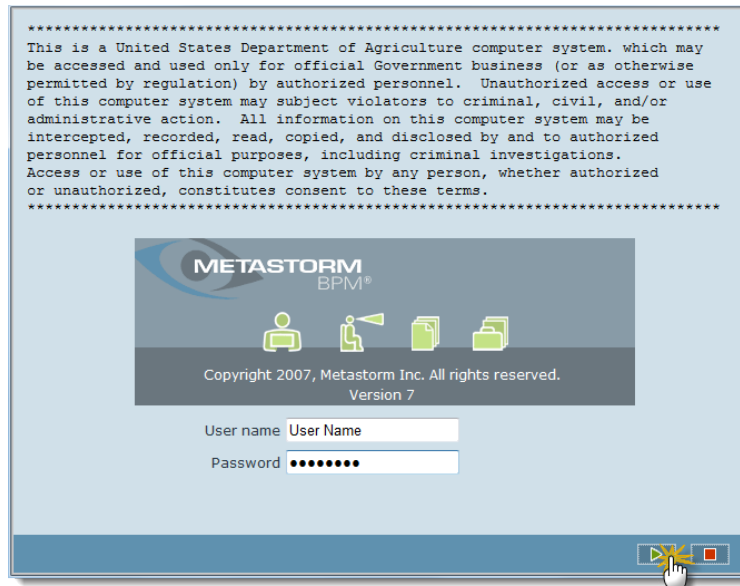 *******************************************************************************
This is a United States Department of Agriculture computer system. which may
be accessed and used only for official Government business (or as otherwise
permitted by regulation) by authorized personnel.  Unauthorized access or use
of this computer system may subject violators to criminal, civil, and/or
administrative action.  All information on this computer system may be
intercepted, recorded, read, copied, and disclosed by and to authorized
personnel for official purposes, including criminal investigations.
Access or use of this computer system by any person, whether authorized
or unauthorized, constitutes consent to these terms.
*******************************************************************************
METASTORM
BPM®
Copyright 2007, Metastorm Inc. All rights reserved.
Version 7
User name User Name
Password ••••••••